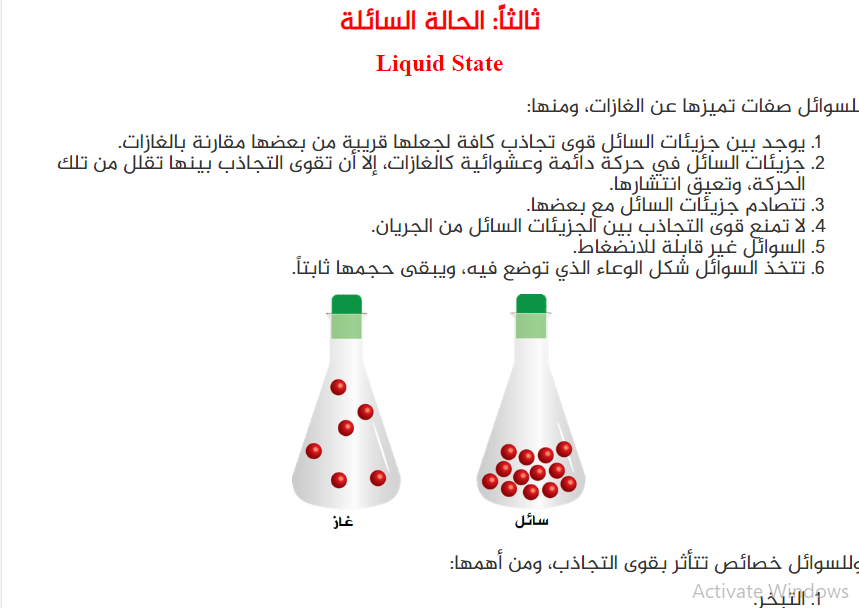 ثالثاً: الحالة السائلة
Liquid State
للسوائل صفات تميزها عن الغازات، ومنها:
1. يوجد بين جزيئات السائل قوى تجاذب كافة لجعلها قريبة من بعضها مقارنة بالغازات.
2. جزيئات السائل في حركة دائمة وعشوائية كالغازات، إلا أن تقوى التجاذب بينها تقلل من تلك
الحركة، وتعيق انتشارها.
3. تتصادم جزيئات السائل مع بعضها.
4. لا تمنع قوى التجاذب بين الجزيئات السائل من الجريان.
5. السوائل غير قابلة للانضغاط.
6. تتخذ السوائل شكل الوعاء الذي توضع فيه، ويبقى حجمها ثابتاً.
سائل
غاز
وللسوائل خصائص تتأثر بقوى التجاذب، ومن أهمها:
1. التبخر.
Activate Windows